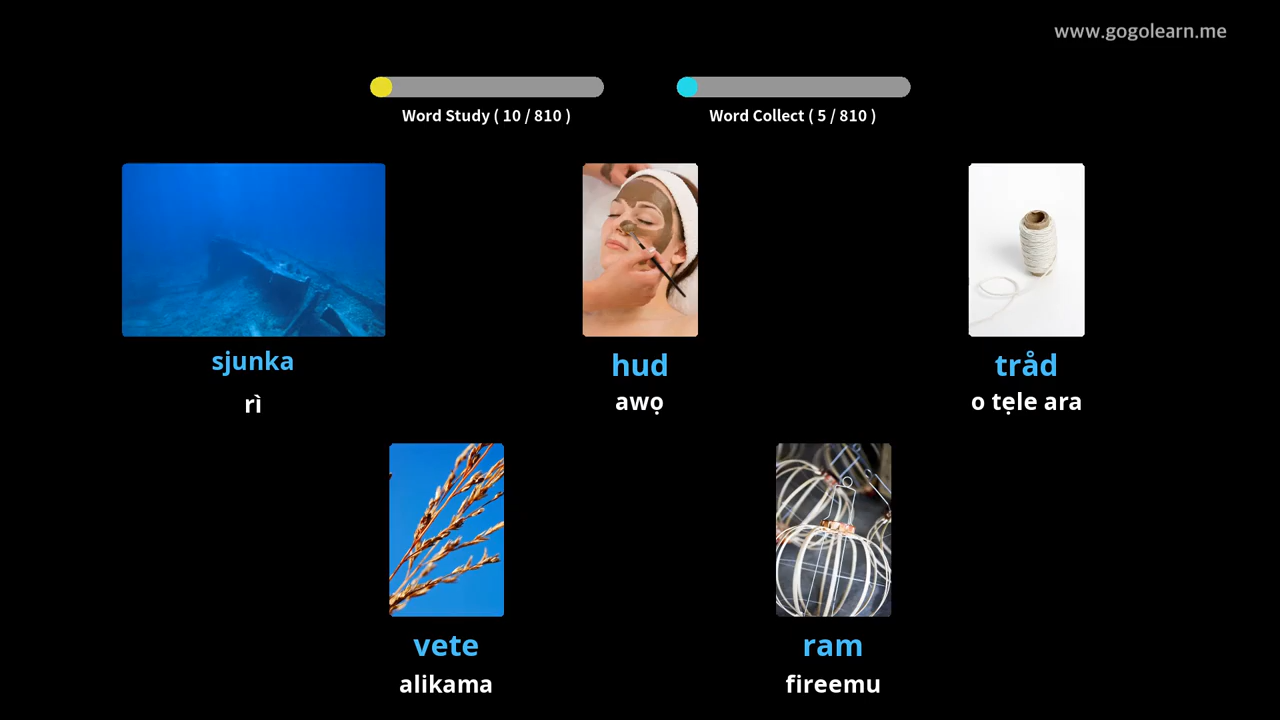 www.gogolearn.me
Word Study ( 10 / 810 )
Word Collect ( 5 / 810 )
sjunka
rì
hud
awọ
tråd
o tẹle ara
vete
alikama
ram
fireemu